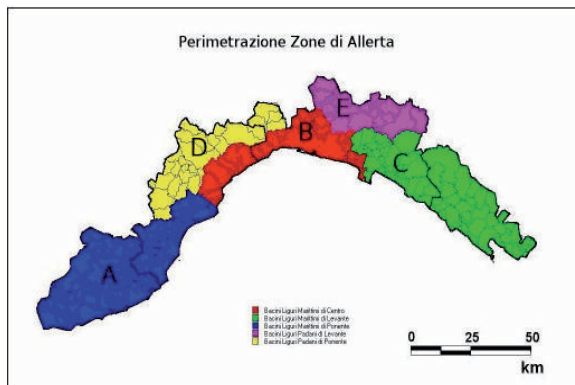 Perimetrazione Zone di Allerta
E
B
D
C
A
Bacini Liguri Marittimi di Centro
Bacini Liguri Marittimi di Levante
Bacini Liguri Marittimi di Ponente
Bacini Liguri Padani di Levante
Bacini Liguri Padani di Ponente
0 25 50
km